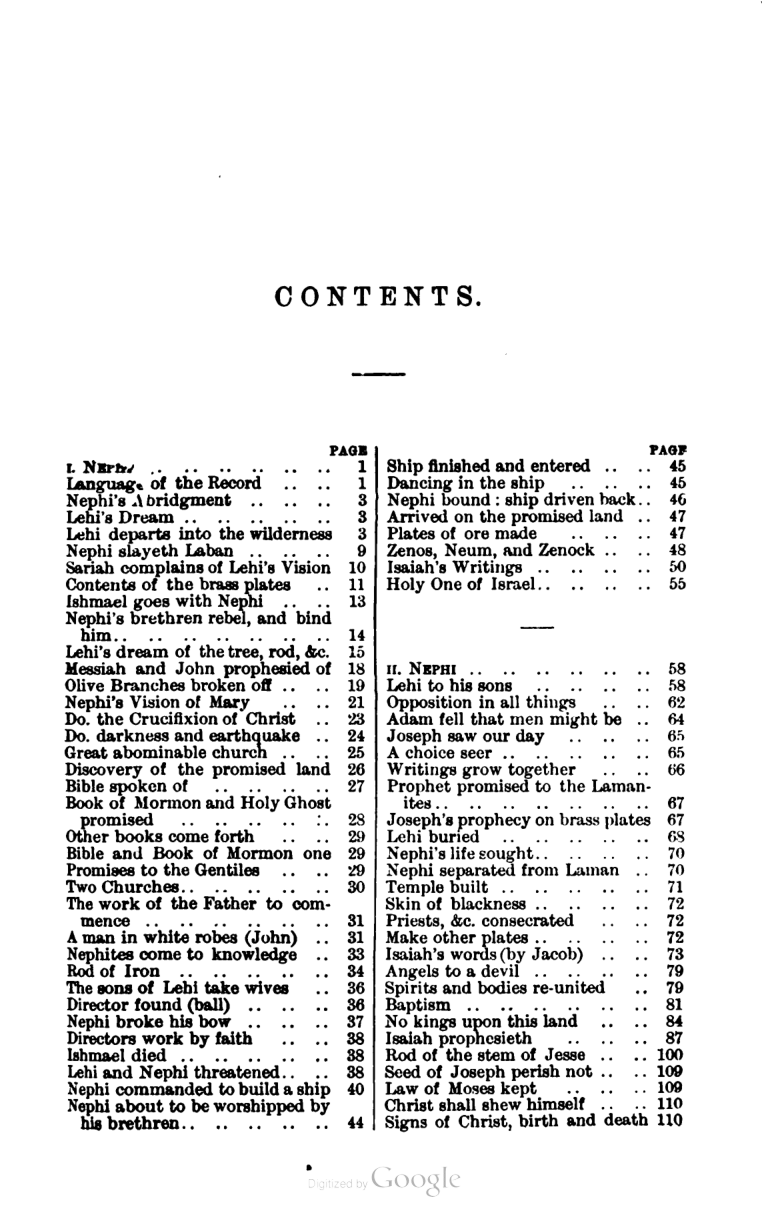 CONTENTS.
PAGE
I. NEPHI .. .. .. .. .. .. 1
Language of the Record .. .. 1
Nephi's Abridgment .. .. .. 3
Lehi's Dream .. .. .. .. .. 3
Lehi departs into the wilderness 3
Nephi slayeth Laban .. .. .. 9
Sariah complains of Lehi's Vision 10
Contents of the brass plates .. 11
Ishmael goes with Nephi .. .. 13
Nephi's brethren rebel, and bind
him.. .. .. .. .. .. .. 14
Lehi's dream of the tree, rod, &c. 15
Messiah and John prophesied of 18
Olive Branches broken off .. .. 19
Nephi's Vision of Mary .. .. 21
Do. the Crucifixion of Christ .. 23
Do. darkness and earthquake .. 24
Great abominable church .. .. 25
Discovery of the promised land 26
Bible spoken of .. .. .. .. 27
Book of Mormon and Holy Ghost
promised .. .. .. .. .. 28
Other books come forth .. .. 29
Bible and Book of Mormon one 29
Promises to the Gentiles .. .. 29
Two Churches.. .. .. .. .. 30
The work of the Father to com-
mence .. .. .. .. .. .. 31
A man in white robes (John) .. 31
Nephites come to knowledge .. 33
Rod of Iron .. .. .. .. .. 34
The sons of Lehi take wives .. 36
Director found (ball) .. .. .. 36
Nephi broke his bow .. .. .. 37
Directors work by faith .. .. 38
Ishmael died .. .. .. .. .. 38
Lehi and Nephi threatened.. .. 38
Nephi commanded to build a ship 40
Nephi about to be worshipped by
his brethren.. .. .. .. .. 44
PAGE
Ship finished and entered .. .. 45
Dancing in the ship .. .. .. 45
Nephi bound : ship driven back.. 46
Arrived on the promised land .. 47
Plates of ore made .. .. .. 47
Zenos, Neum, and Zenock .. .. 48
Isaiah's Writings .. .. .. .. 50
Holy One of Israel.. .. .. .. 55
II. NEPHI .. .. .. .. .. .. 58
Lehi to his sons .. .. .. .. 58
Opposition in all things .. .. 62
Adam fell that men might be .. 64
Joseph saw our day .. .. .. 65
A choice seer .. .. .. .. .. 65
Writings grow together .. .. 66
Prophet promised to the Laman-
ites.. .. .. .. .. .. .. 67
Joseph's prophecy on brass plates 67
Lehi buried .. .. .. .. .. 68
Nephi's life sought.. .. .. .. 70
Nephi separated from Laman .. 70
Temple built .. .. .. .. .. 71
Skin of blackness .. .. .. .. 72
Priests, &c. consecrated .. .. 72
Make other plates .. .. .. .. 72
Isaiah's words (by Jacob) .. .. 73
Angels to a devil .. .. .. .. 79
Spirits and bodies re-united .. 79
Baptism .. .. .. .. .. .. 81
No kings upon this land .. .. 84
Isaiah prophesieth .. .. .. 87
Rod of the stem of Jesse .. .. 100
Seed of Joseph perish not .. .. 109
Law of Moses kept .. .. .. 109
Christ shall shew himself .. .. 110
Signs of Christ, birth and death 110
Digitized by Google